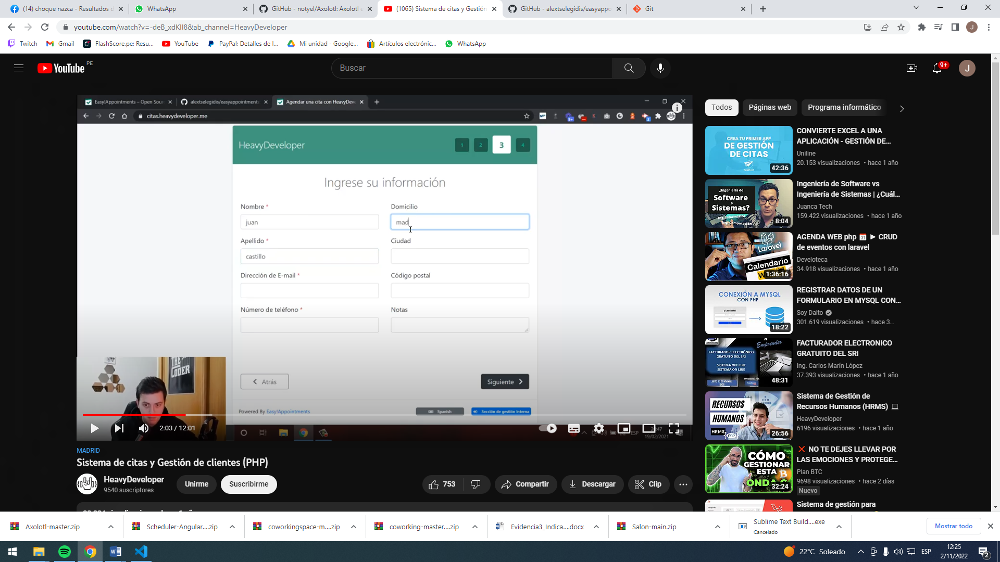 (14) choque nazca - Resultados d
WhatsApp
GitHub - notyel/Axolotl: Axolotl e
(1065) Sistema de citas y Gestión
GitHub - alextselegidis/easyappo
Git
youtube.com/watch?v=-deB_xdKII8&ab_channel=HeavyDeveloper
J
Twitch
Gmail
FlashScore.pe: Resu...
YouTube
PayPal: Detalles de l...
Mi unidad - Google...
Artículos electrónic...
WhatsApp
YouTube PE
Buscar
9+
J
Easy!Appointments – Open Sour
alextselegidis/easyappointments
Agendar una cita con HeavyDeve
citas.heavydeveloper.me
HeavyDeveloper
1 2 3 4
Ingrese su información
Nombre *
Domicilio
juan
mad
Apellido *
Ciudad
castillo
Dirección de E-mail *
Código postal
Número de teléfono *
Notas
Atrás
Siguiente
Powered By Easy!Appointments
Spanish
Sección de gestión interna
THE CODER
2:03 / 12:01
ESP
19/02/2021
MADRID
Sistema de citas y Gestión de clientes (PHP)
HeavyDeveloper
9540 suscriptores
Unirme
Suscribirme
753
Compartir
Descargar
Clip
Todos
Páginas web
Programa informático
CREA TU PRIMER APP
DE GESTIÓN
DE CITAS
42:36
CONVIERTE EXCEL A UNA
APLICACIÓN - GESTIÓN DE...
Uniline
20.153 visualizaciones • hace 1 año
¿Ingeniería de
Software o
Sistemas?
Ing. Informática
Ing. Computación
8:04
Ingeniería de Software vs
Ingeniería de Sistemas | ¿Cuál...
Juanca Tech
159.422 visualizaciones • hace 1 año
Laravel
Calendario
1:36:16
AGENDA WEB php ► CRUD
de eventos con laravel
Develoteca
34.918 visualizaciones • hace 1 año
CONEXIÓN A MYSQL
CON PHP
18:22
REGISTRAR DATOS DE UN
FORMULARIO EN MYSQL CON...
Soy Dalto
301.619 visualizaciones • hace 3...
Emprender
FACTURADOR ELECTRÓNICO
GRATUITO DEL SRI
SISTEMA OFF LINE
SISTEMA ON LINE
48:31
FACTURADOR ELECTRONICO
GRATUITO DEL SRI
Ing. Carlos Marín López
37.393 visualizaciones • hace 1 año
RECURSOS
HUMANOS
HRMS
php
26:56
Sistema de Gestión de
Recursos Humanos (HRMS)
HeavyDeveloper
6196 visualizaciones • hace 1 año
CÓMO
GESTIONAR
ESTA
ONDA
32:24
NO TE DEJES LLEVAR POR
LAS EMOCIONES Y PROTEGE...
Plan BTC
9698 visualizaciones • hace 2 días
Nuevo
Sistema de gestión para
Axolotl-master.zip
Scheduler-Angular....zip
coworkingspace-m....zip
coworking-master....zip
Evidencia3_Indica....docx
Salon-main.zip
Sublime Text Build....exe
Cancelado
Mostrar todo
22°C Soleado
ESP
12:25
2/11/2022
2